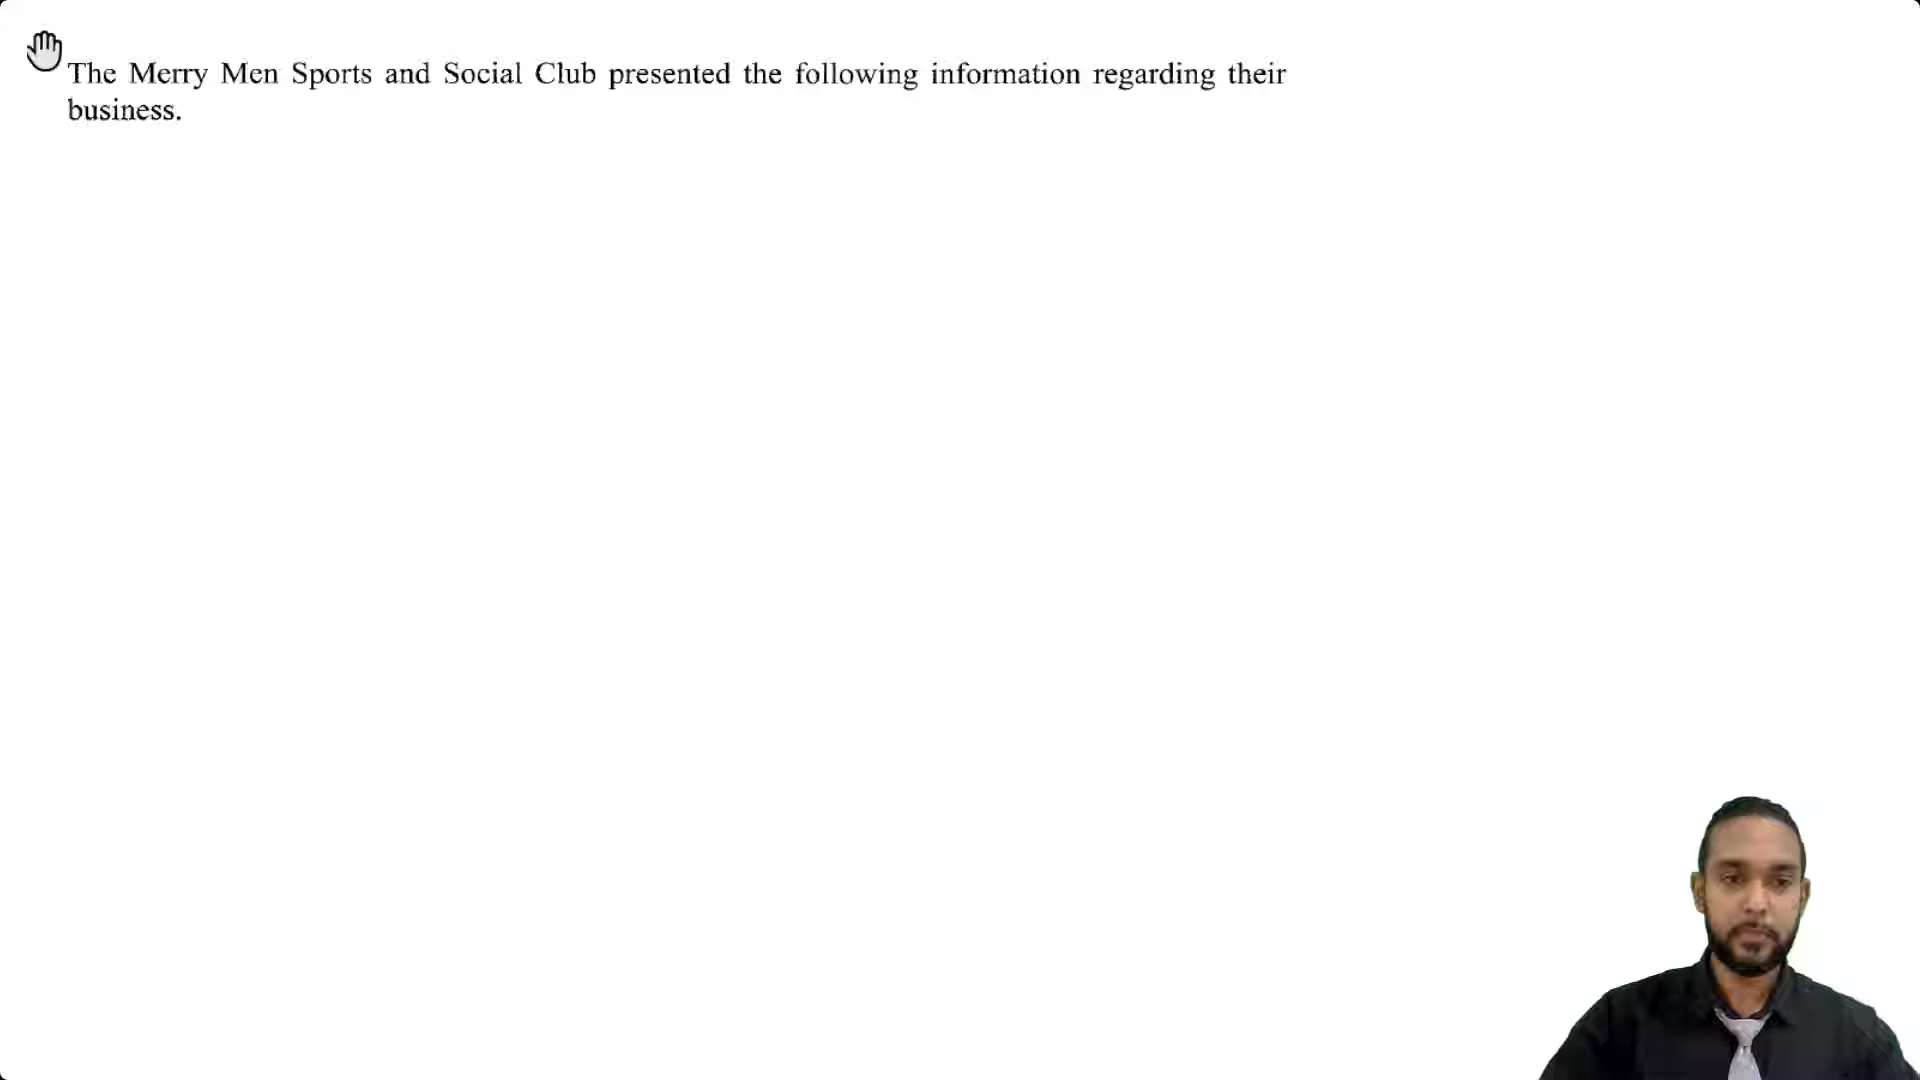 The Merry Men Sports and Social Club presented the following information regarding their
business.